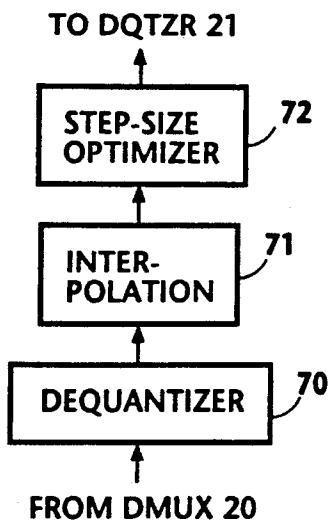 TO DQTZR 21
STEP-SIZE
OPTIMIZER
72
INTER-
POLATION
71
DEQUANTIZER
70
FROM DMUX 20